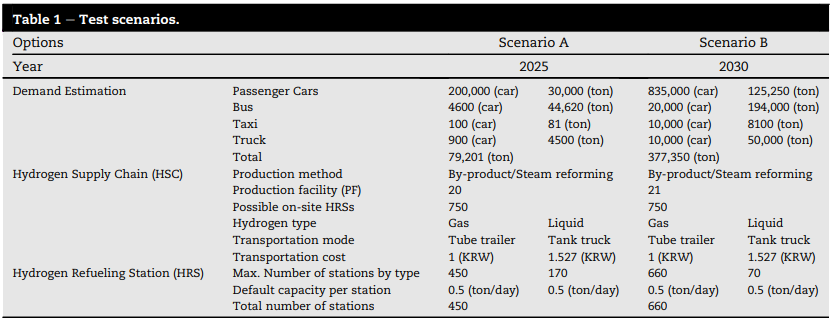 Table 1 – Test scenarios.
Options Scenario A Scenario B
Year 2025 2030
Demand Estimation Passenger Cars 200,000 (car) 30,000 (ton) 835,000 (car) 125,250 (ton)
Bus 4600 (car) 44,620 (ton) 20,000 (car) 194,000 (ton)
Taxi 100 (car) 81 (ton) 10,000 (car) 8100 (ton)
Truck 900 (car) 4500 (ton) 10,000 (car) 50,000 (ton)
Total 79,201 (ton) 377,350 (ton)
Hydrogen Supply Chain (HSC) Production method By-product/Steam reforming By-product/Steam reforming
Production facility (PF) 20 21
Possible on-site HRSs 750 750
Hydrogen type Gas Liquid Gas Liquid
Transportation mode Tube trailer Tank truck Tube trailer Tank truck
Transportation cost 1 (KRW) 1.527 (KRW) 1 (KRW) 1.527 (KRW)
Hydrogen Refueling Station (HRS) Max. Number of stations by type 450 170 660 70
Default capacity per station 0.5 (ton/day) 0.5 (ton/day) 0.5 (ton/day) 0.5 (ton/day)
Total number of stations 450 660